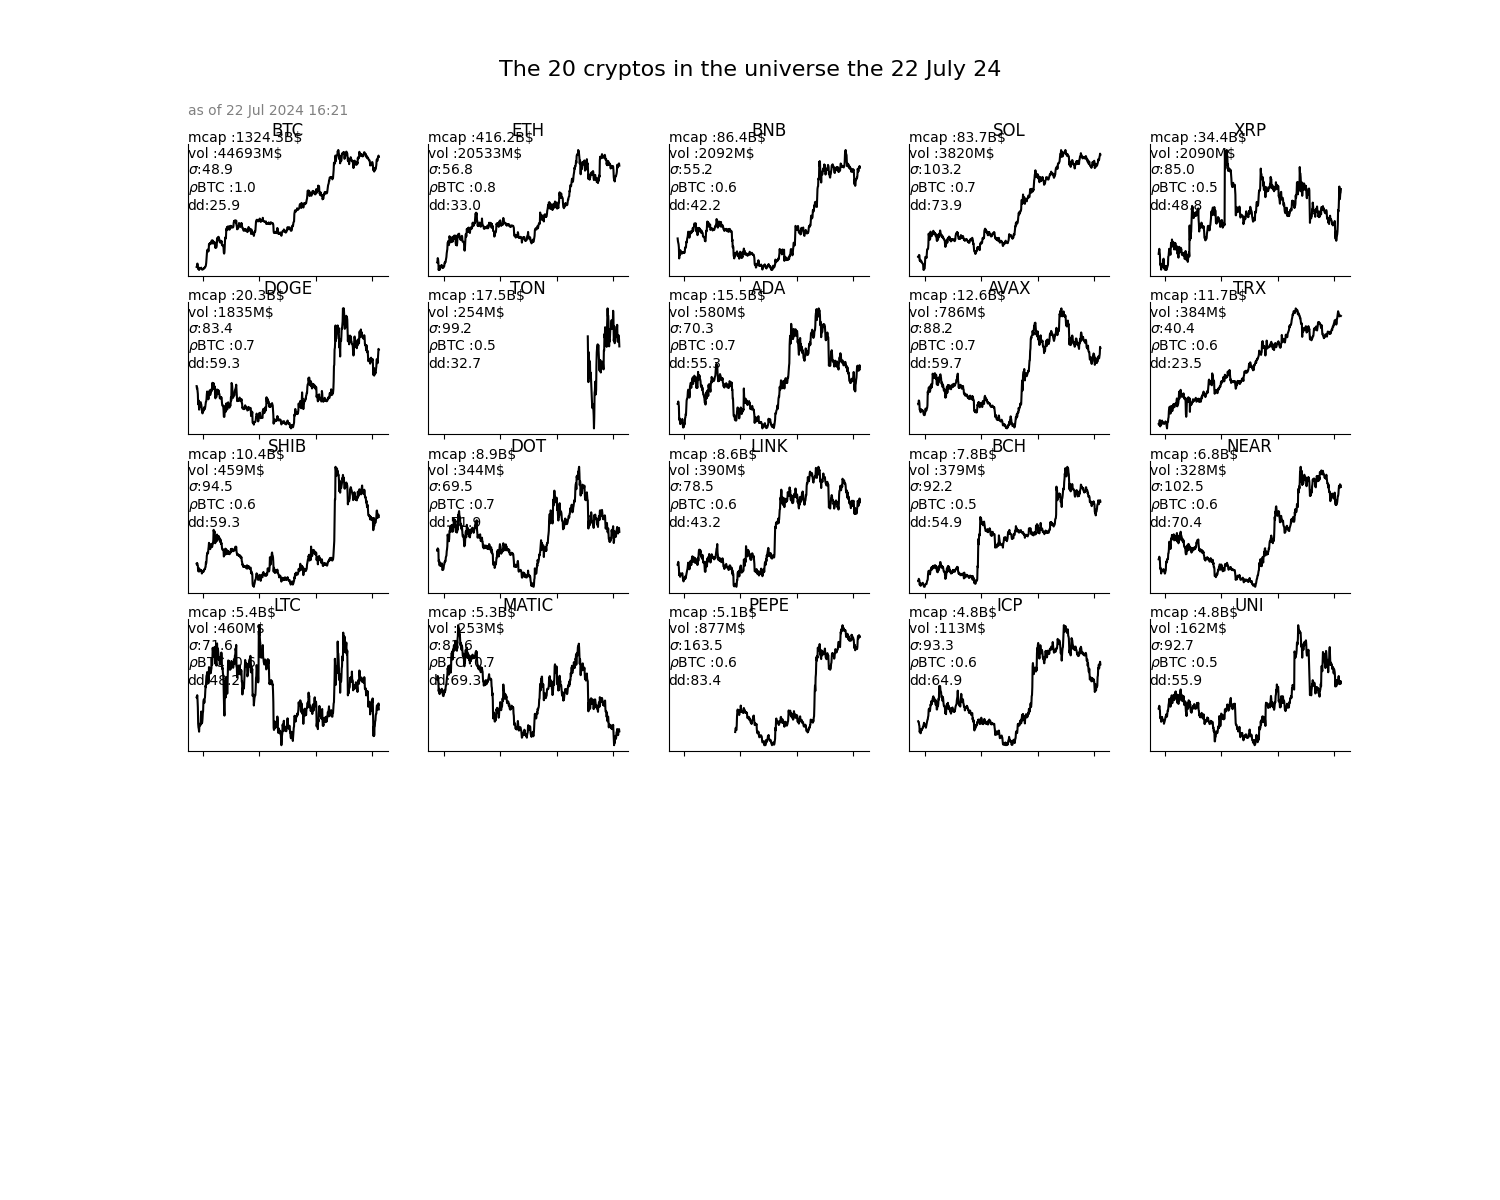 The 20 cryptos in the universe the 22 July 24
as of 22 Jul 2024 16:21
BTC
mcap :1324.3B$
vol :44693M$
σ:48.9
ρBTC :1.0
dd:25.9
ETH
mcap :416.2B$
vol :20533M$
σ:56.8
ρBTC :0.8
dd:33.0
BNB
mcap :86.4B$
vol :2092M$
σ:55.2
ρBTC :0.6
dd:42.2
SOL
mcap :83.7B$
vol :3820M$
σ:103.2
ρBTC :0.7
dd:73.9
XRP
mcap :34.4B$
vol :2090M$
σ:85.0
ρBTC :0.5
dd:48.8
DOGE
mcap :20.3B$
vol :1835M$
σ:83.4
ρBTC :0.7
dd:59.3
TON
mcap :17.5B$
vol :254M$
σ:99.2
ρBTC :0.5
dd:32.7
ADA
mcap :15.5B$
vol :580M$
σ:70.3
ρBTC :0.7
dd:55.3
AVAX
mcap :12.6B$
vol :786M$
σ:88.2
ρBTC :0.7
dd:59.7
TRX
mcap :11.7B$
vol :384M$
σ:40.4
ρBTC :0.6
dd:23.5
SHIB
mcap :10.4B$
vol :459M$
σ:94.5
ρBTC :0.6
dd:59.3
DOT
mcap :8.9B$
vol :344M$
σ:69.5
ρBTC :0.7
LINK
mcap :8.6B$
vol :390M$
σ:78.5
ρBTC :0.6
dd:43.2
BCH
mcap :7.8B$
vol :379M$
σ:92.2
ρBTC :0.5
dd:54.9
NEAR
mcap :6.8B$
vol :328M$
σ:102.5
ρBTC :0.6
dd:70.4
LTC
mcap :5.4B$
vol :460M$
σ:71.6
dd:48.2
MATIC
mcap :5.3B$
vol :253M$
σ:81.6
ρBTC :0.7
dd:69.3
PEPE
mcap :5.1B$
vol :877M$
σ:163.5
ρBTC :0.6
dd:83.4
ICP
mcap :4.8B$
vol :113M$
σ:93.3
ρBTC :0.6
dd:64.9
UNI
mcap :4.8B$
vol :162M$
σ:92.7
ρBTC :0.5
dd:55.9